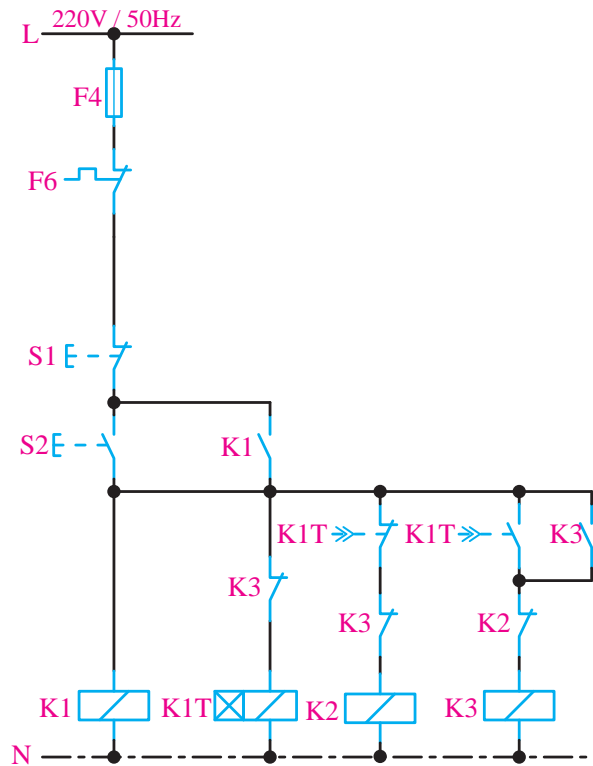 220V / 50Hz
L
F4
F6
S1
S2 K1
K1T K1T K3
K3 K3 K2
K1 K1T K2 K3
N